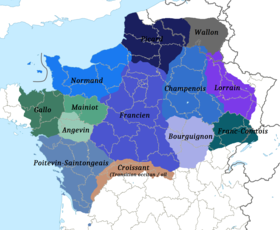 Picard
Wallon
Normand
Champenois
Lorrain
Gallo
Mainiot
Francien
Angevin
Bourguignon
Franc-Comtois
Poitevin-Saintongeais
Croissant